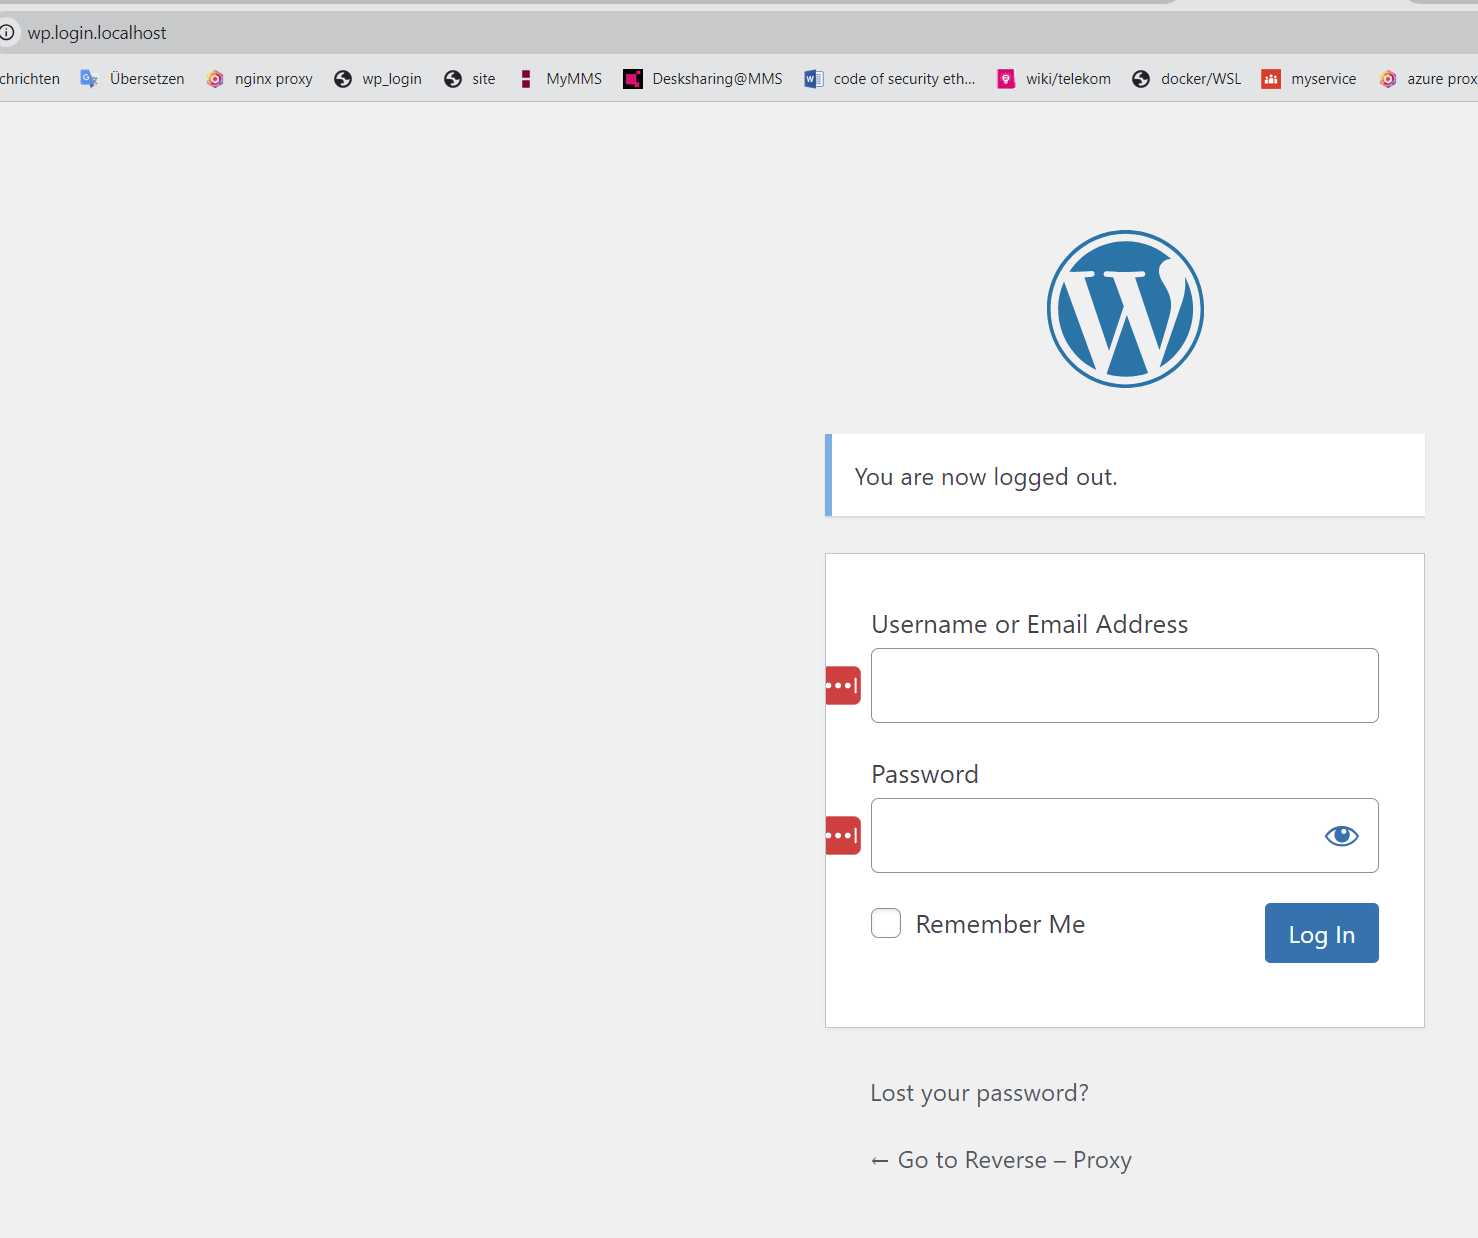 wp.login.localhost
chrichten Übersetzen nginx proxy wp_login site MyMMS Desksharing@MMS code of security eth... wiki/telekom docker/WSL myservice azure prox
You are now logged out.
Username or Email Address
Password
Remember Me
Log In
Lost your password?
← Go to Reverse – Proxy